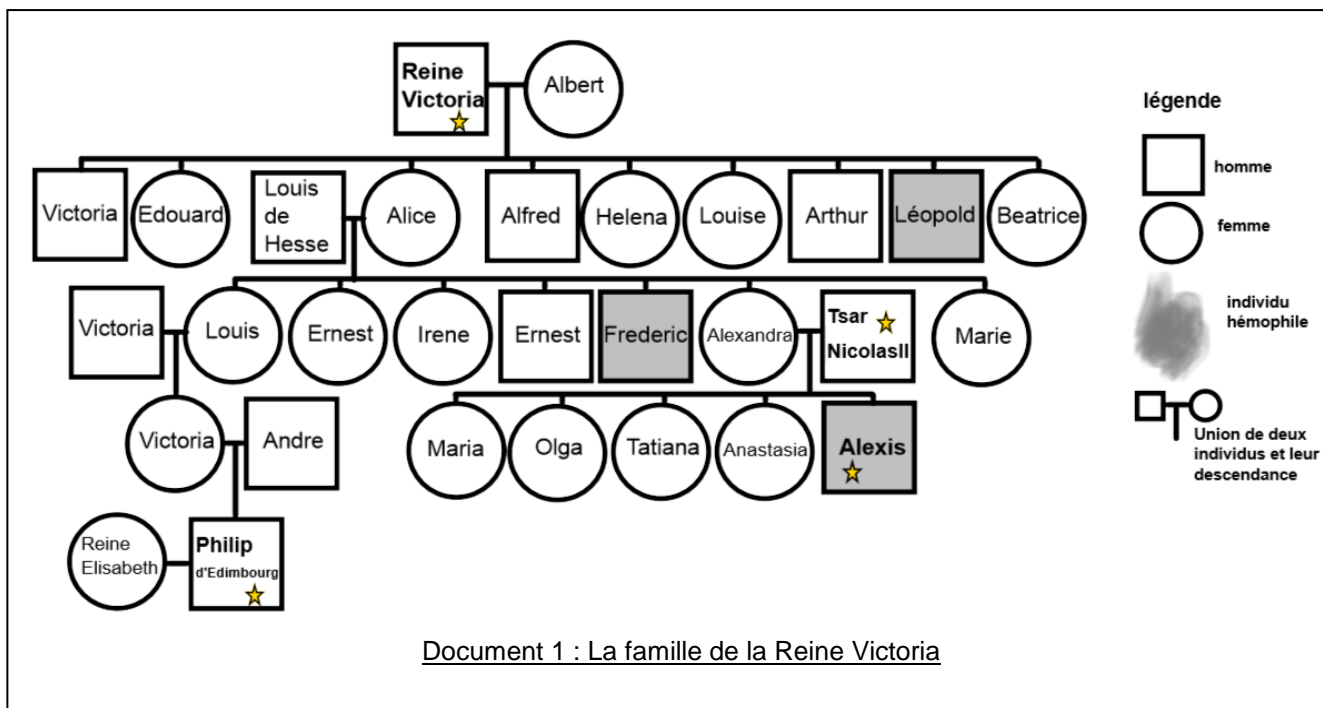 Reine
Victoria
Albert
légende
homme
femme
individu
hémophile
Union de deux
individus et leur
descendance
Victoria
Edouard
Louis
de
Hesse
Alice
Alfred
Helena
Louise
Arthur
Léopold
Beatrice
Victoria
Louis
Ernest
Irene
Ernest
Frederic
Alexandra
Tsar
NicolasII
Marie
Victoria
Andre
Maria
Olga
Tatiana
Anastasia
Alexis
Reine
Elisabeth
Philip
d'Edimbourg
Document 1 : La famille de la Reine Victoria